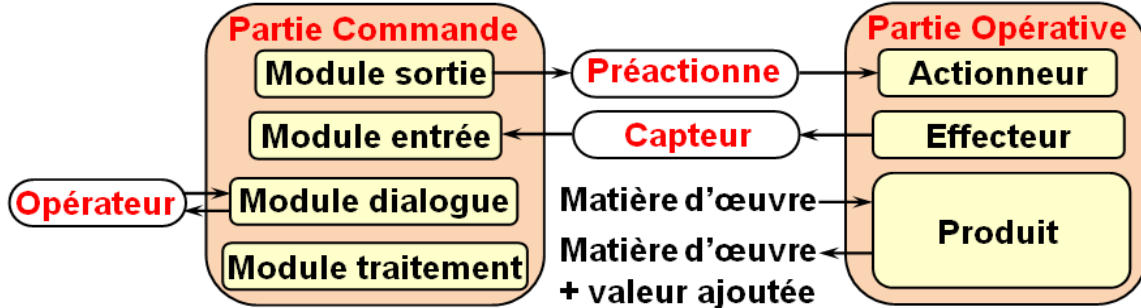 Partie Commande
Module sortie
Module entrée
Module dialogue
Module traitement
Opérateur
Préactionne
Capteur
Matière d'œuvre
Matière d'œuvre
+ valeur ajoutée
Partie Opérative
Actionneur
Effecteur
Produit